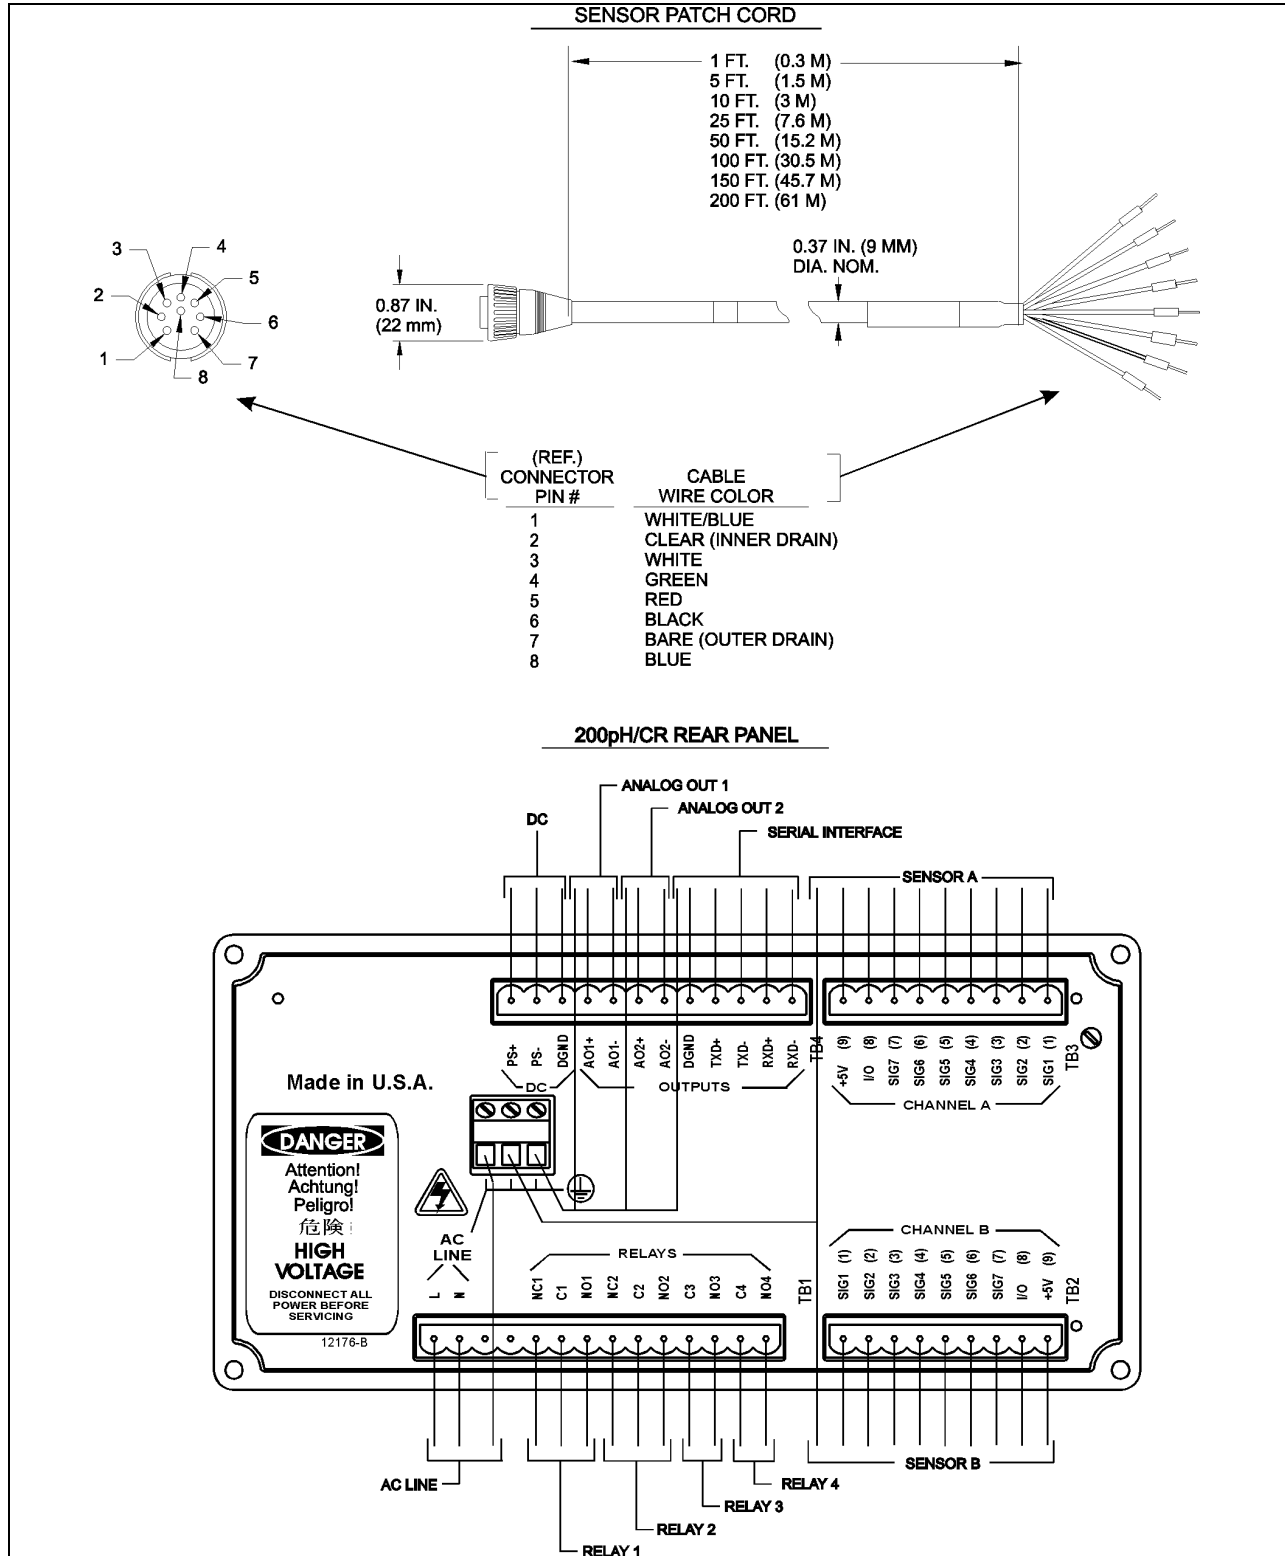 SENSOR PATCH CORD
1 FT. (0.3 M)
5 FT. (1.5 M)
10 FT. (3 M)
25 FT. (7.6 M)
50 FT. (15.2 M)
100 FT. (30.5 M)
150 FT. (45.7 M)
200 FT. (61 M)
0.37 IN. (9 MM)
DIA. NOM.
0.87 IN.
(22 mm)
3
4
2
5
6
1
7
8
(REF.)
CONNECTOR
PIN #
CABLE
WIRE COLOR
1 WHITE/BLUE
2 CLEAR (INNER DRAIN)
3 WHITE
4 GREEN
5 RED
6 BLACK
7 BARE (OUTER DRAIN)
8 BLUE
200pH/CR REAR PANEL
ANALOG OUT 1
ANALOG OUT 2
DC
SERIAL INTERFACE
SENSOR A
PS+ PS- DGND AO1+ AO1- AO2+ AO2- DGND TXD+ TXD- RXD+ RXD- TB4
DC
OUTPUTS
+5V (9) I/O (8) SIG7 (7) SIG6 (6) SIG5 (5) SIG4 (4) SIG3 (3) SIG2 (2) SIG1 (1) TB3
CHANNEL A
Made in U.S.A.
DANGER
Attention!
Achtung!
Peligro!
危険
HIGH
VOLTAGE
DISCONNECT ALL
POWER BEFORE
SERVICING
12176-B
AC
LINE
L N
RELAYS
NC1 C1 NO1 NC2 C2 NO2 C3 NO3 C4 NO4 TB1
CHANNEL B
SIG1 (1) SIG2 (2) SIG3 (3) SIG4 (4) SIG5 (5) SIG6 (6) SIG7 (7) I/O (8) +5V (9) TB2
AC LINE
RELAY 1
RELAY 2
RELAY 3
RELAY 4
SENSOR B